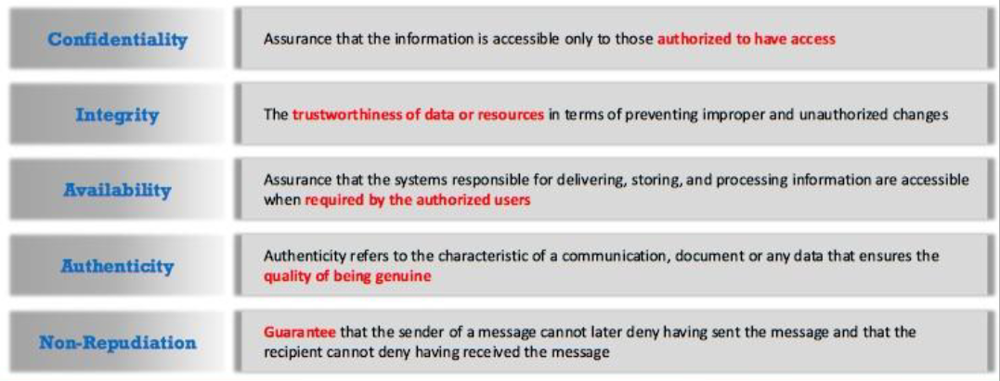 Confidentiality
Assurance that the information is accessible only to those authorized to have access
Integrity
The trustworthiness of data or resources in terms of preventing improper and unauthorized changes
Availability
Assurance that the systems responsible for delivering, storing, and processing information are accessible
when required by the authorized users
Authenticity
Authenticity refers to the characteristic of a communication, document or any data that ensures the
quality of being genuine
Non-Repudiation
Guarantee that the sender of a message cannot later deny having sent the message and that the
recipient cannot deny having received the message